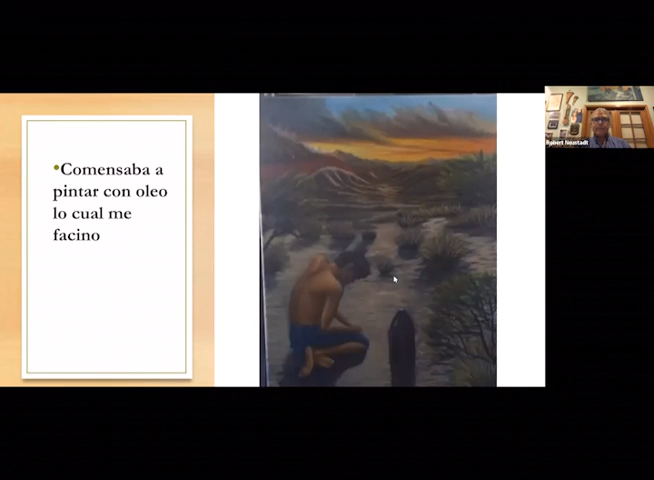 •Comensaba a
pintar con oleo
lo cual me
facino
Robert Neustadt